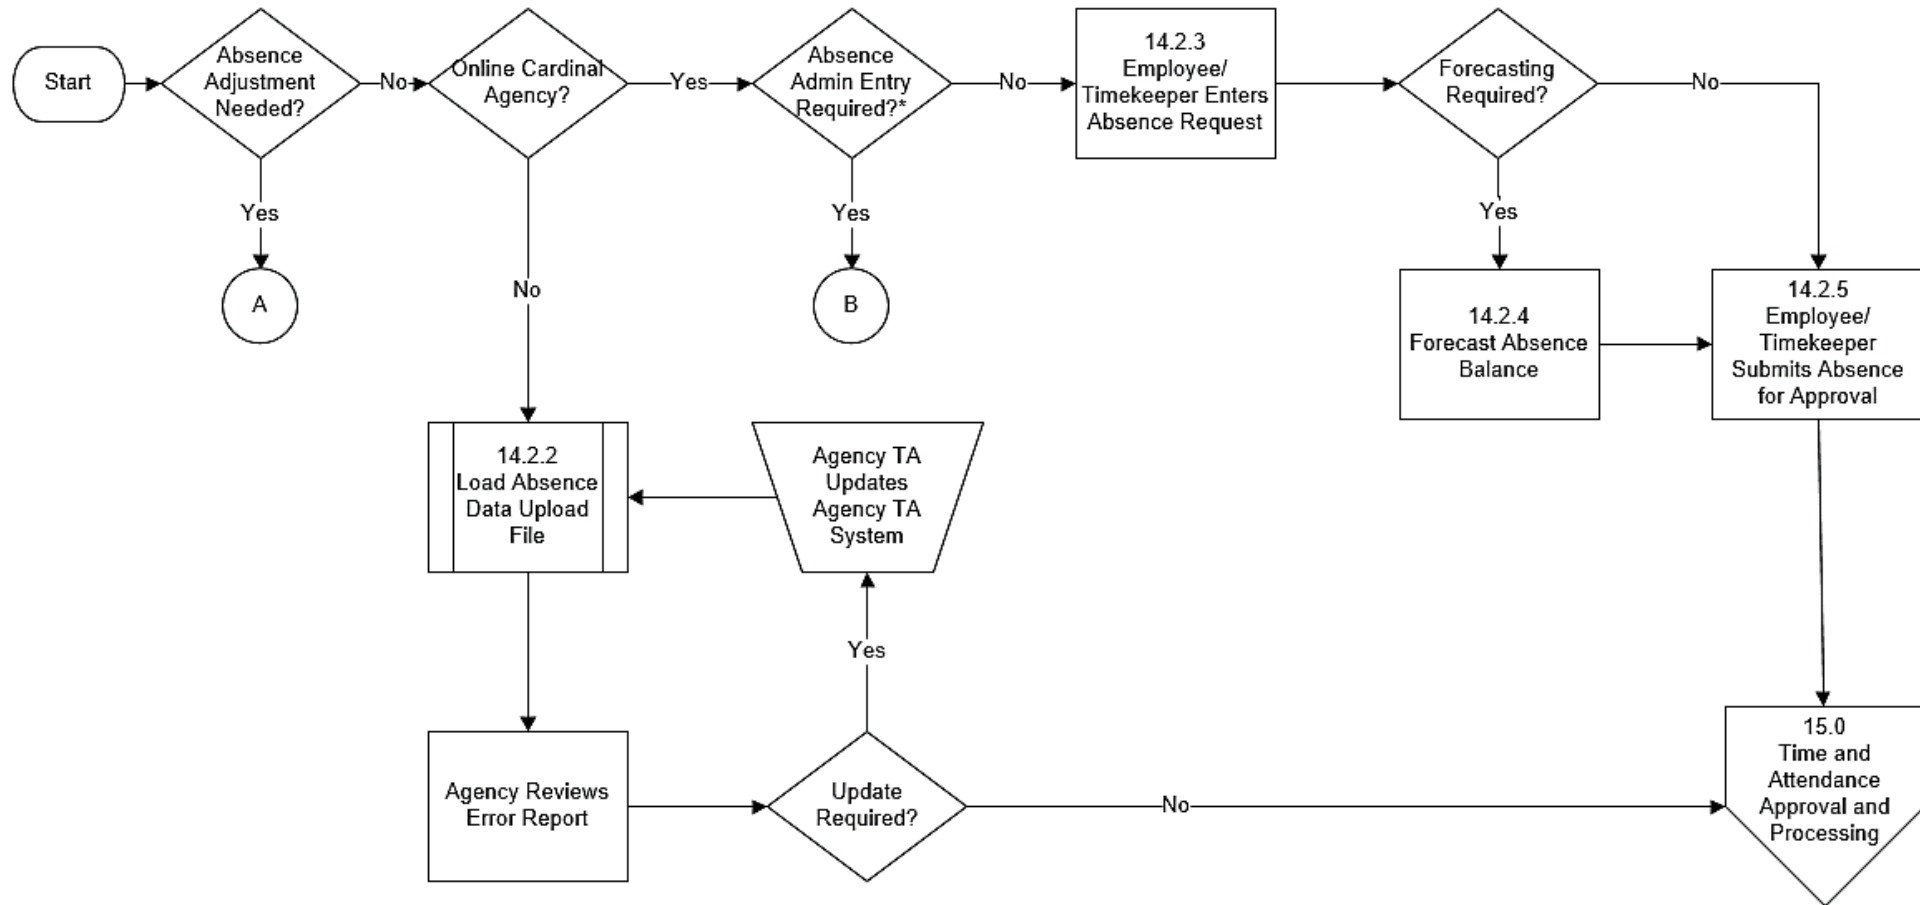 Start
Absence
Adjustment
Needed?
No
Online Cardinal
Agency?
Yes
Absence
Admin Entry
Required?*
No
14.2.3
Employee/
Timekeeper Enters
Absence Request
Forecasting
Required?
No
Yes
A
No
Yes
B
Yes
14.2.4
Forecast Absence
Balance
14.2.5
Employee/
Timekeeper
Submits Absence
for Approval
14.2.2
Load Absence
Data Upload
File
Agency TA
Updates
Agency TA
System
Yes
Agency Reviews
Error Report
Update
Required?
No
15.0
Time and
Attendance
Approval and
Processing